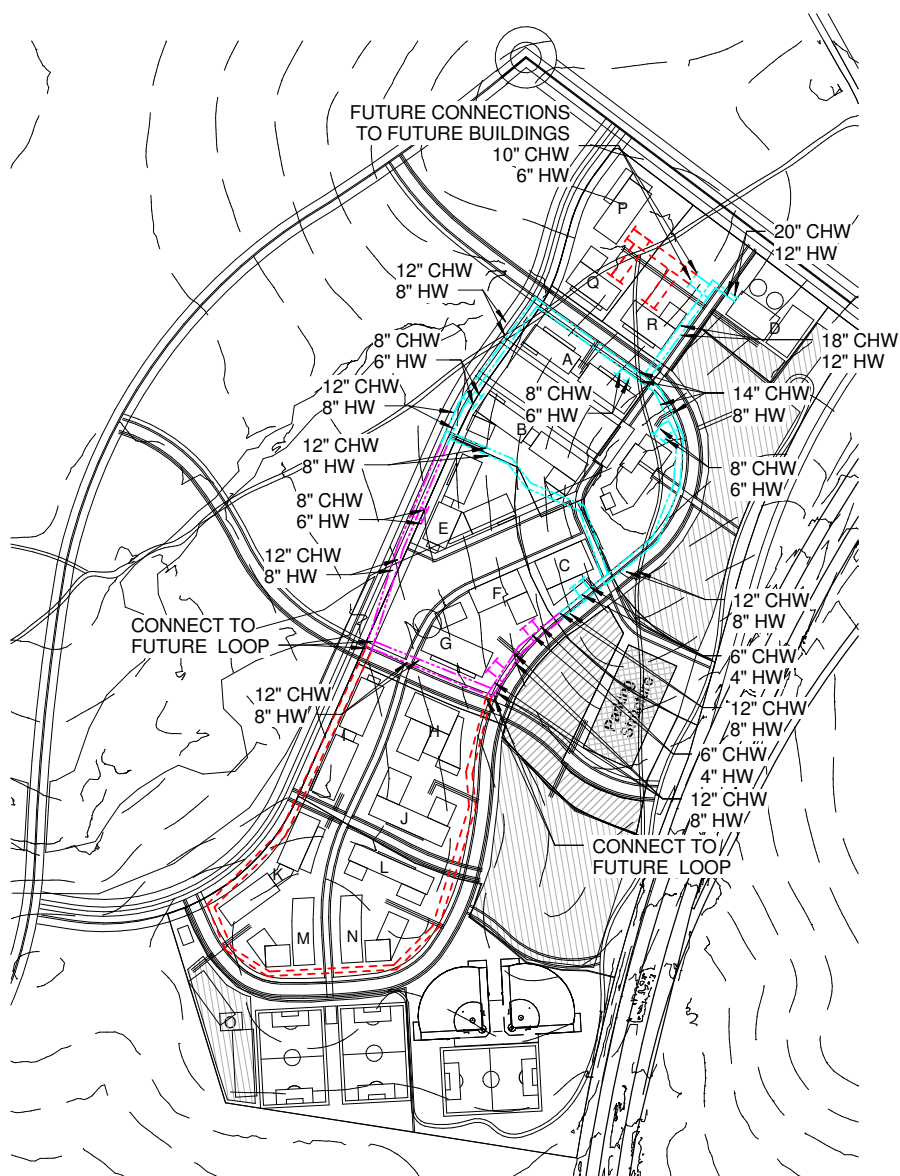 FUTURE CONNECTIONS
TO FUTURE BUILDINGS
10" CHW
6" HW
P
20" CHW
12" HW
12" CHW
8" HW
Q
R
D
18" CHW
12" HW
8" CHW
6" HW
A
12" CHW
8" HW
8" CHW
6" HW
14" CHW
8" HW
B
12" CHW
8" HW
8" CHW
6" HW
8" CHW
6" HW
E
12" CHW
8" HW
C
F
12" CHW
8" HW
CONNECT TO
FUTURE LOOP
G
6" CHW
4" HW
12" CHW
8" HW
Parking
Structure
12" CHW
8" HW
I
H
6" CHW
4" HW
12" CHW
8" HW
J
CONNECT TO
FUTURE LOOP
K
L
M
N
O